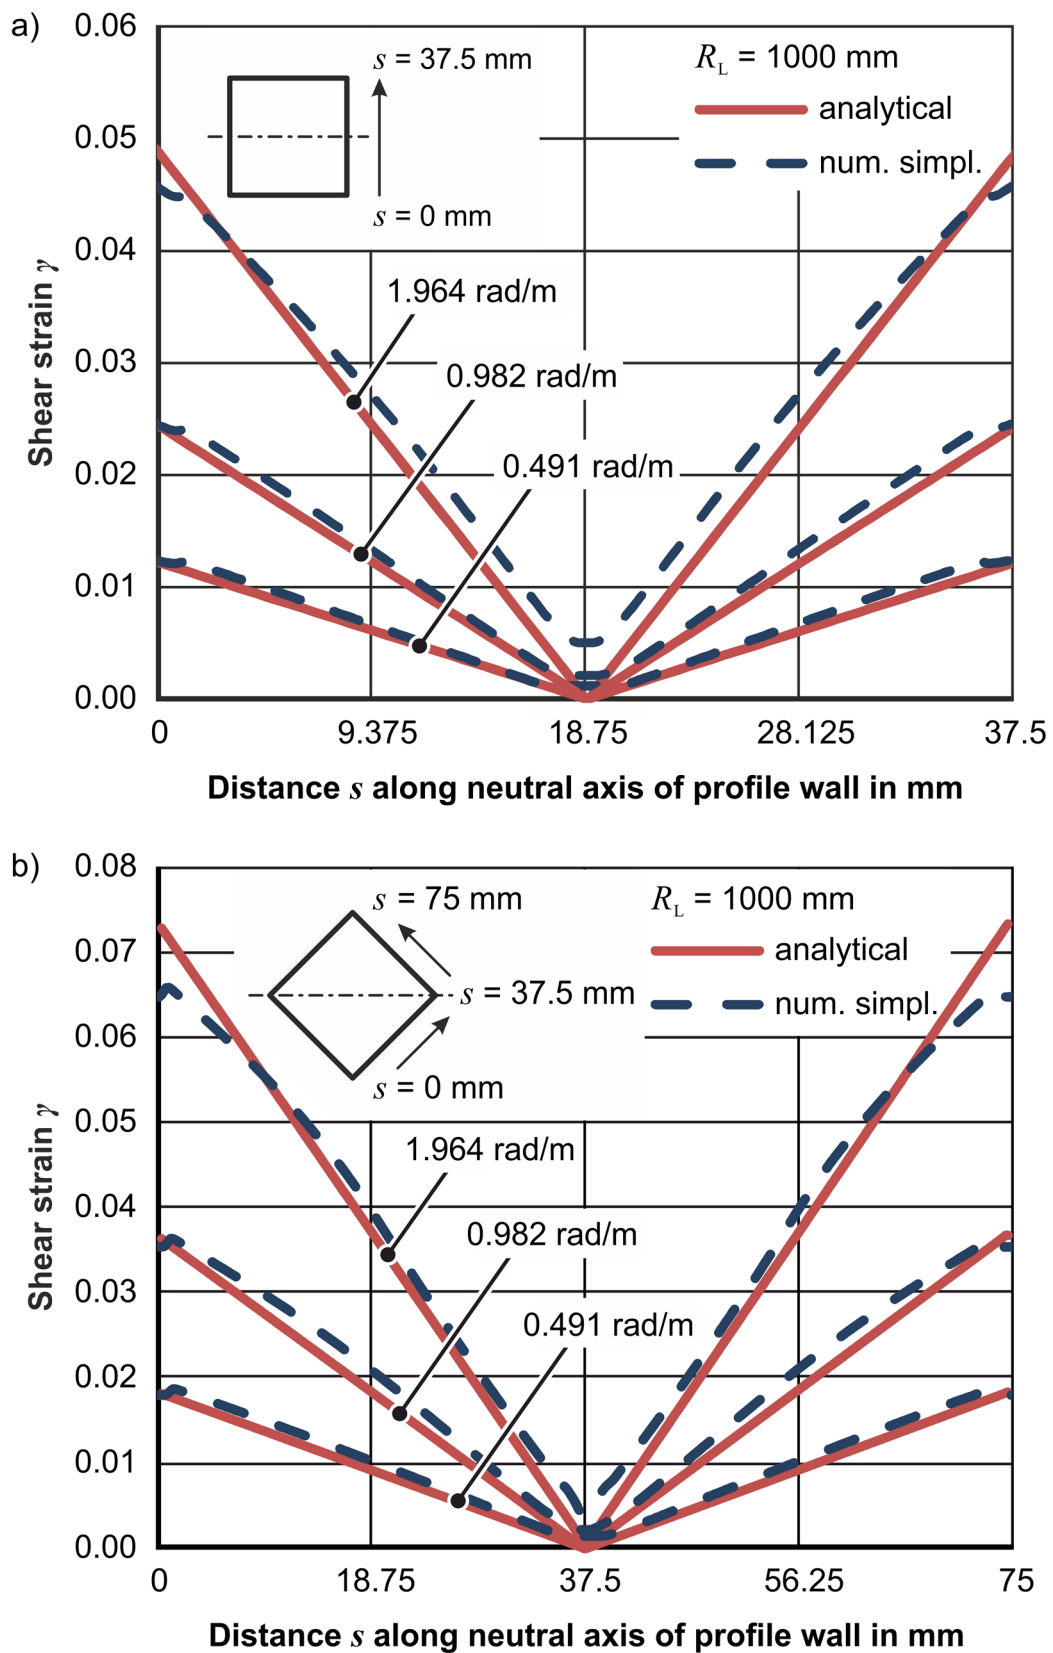 a)
0.06
0.05
0.04
0.03
0.02
0.01
0.00
Shear strain γ
s = 37.5 mm
s = 0 mm
R_L = 1000 mm
analytical
num. simpl.
1.964 rad/m
0.982 rad/m
0.491 rad/m
0 9.375 18.75 28.125 37.5
Distance s along neutral axis of profile wall in mm
b)
0.08
0.07
0.06
0.05
0.04
0.03
0.02
0.01
0.00
Shear strain γ
s = 75 mm
s = 37.5 mm
s = 0 mm
R_L = 1000 mm
analytical
num. simpl.
1.964 rad/m
0.982 rad/m
0.491 rad/m
0 18.75 37.5 56.25 75
Distance s along neutral axis of profile wall in mm